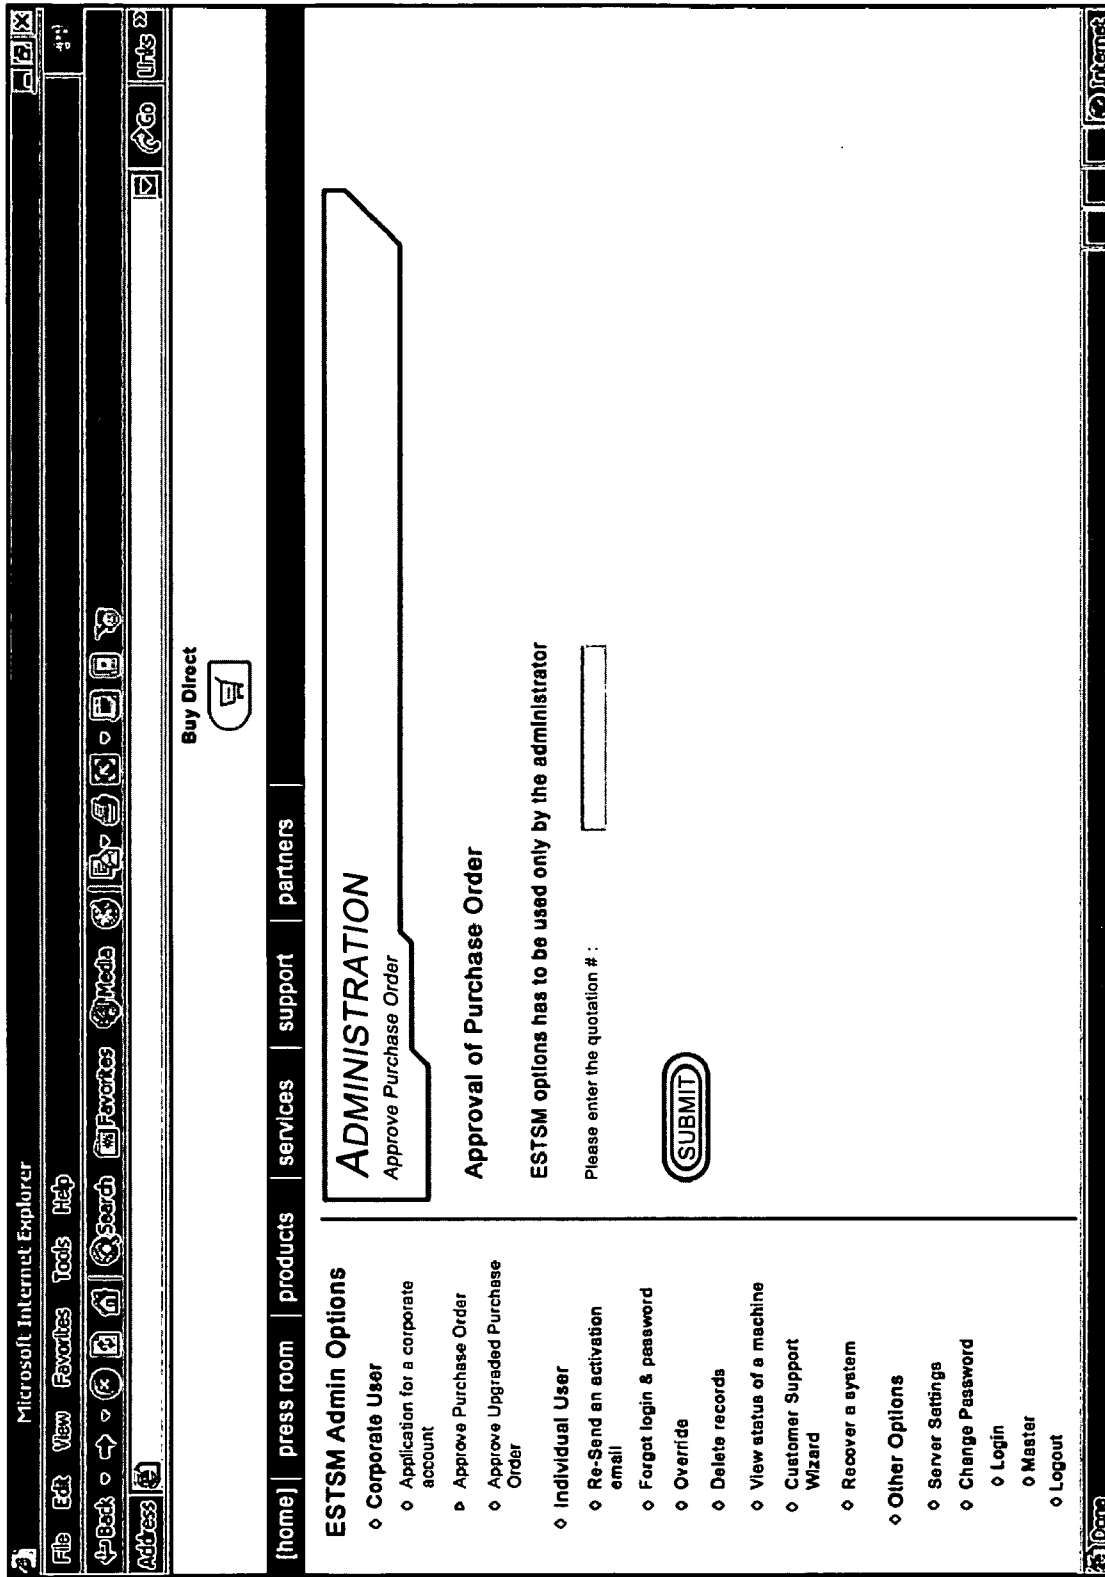 Microsoft Internet Explorer
File Edit View Favorites Tools Help
Back Search Favorites Media
Address Go Links »
Buy Direct
[home] press room products services support partners
ESTSM Admin Options
Corporate User
Application for a corporate
account
Approve Purchase Order
Approve Upgraded Purchase
Order
Individual User
Re-Send an activation
email
Forgot login & password
Override
Delete records
View status of a machine
Customer Support
Wizard
Recover a system
Other Options
Server Settings
Change Password
Login
Master
Logout
ADMINISTRATION
Approve Purchase Order
Approval of Purchase Order
ESTSM options has to be used only by the administrator
Please enter the quotation # :
SUBMIT
Done Internet